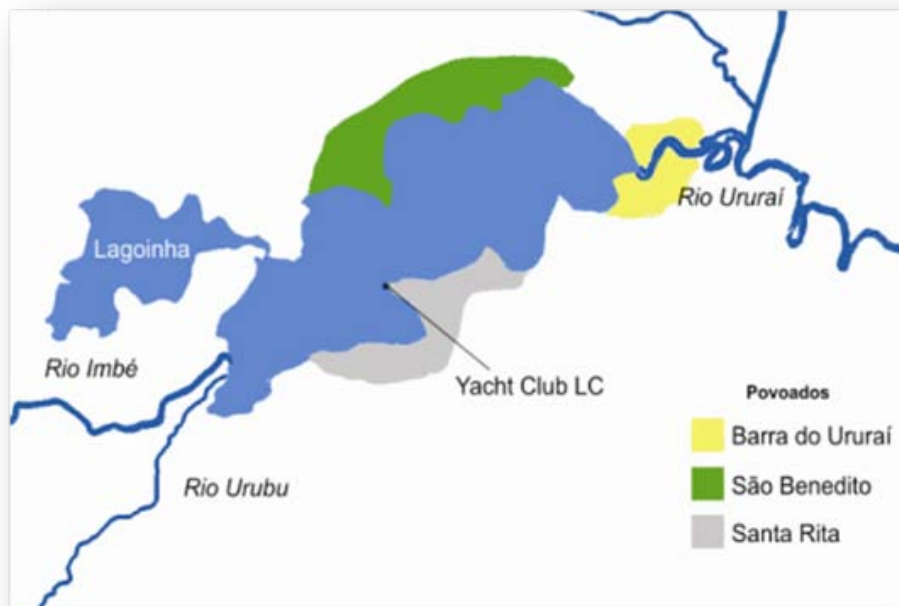 Rio Ururaí
Lagoinha
Rio Imbé
Yacht Club LC
Rio Urubu
Povoados
Barra do Ururaí
São Benedito
Santa Rita